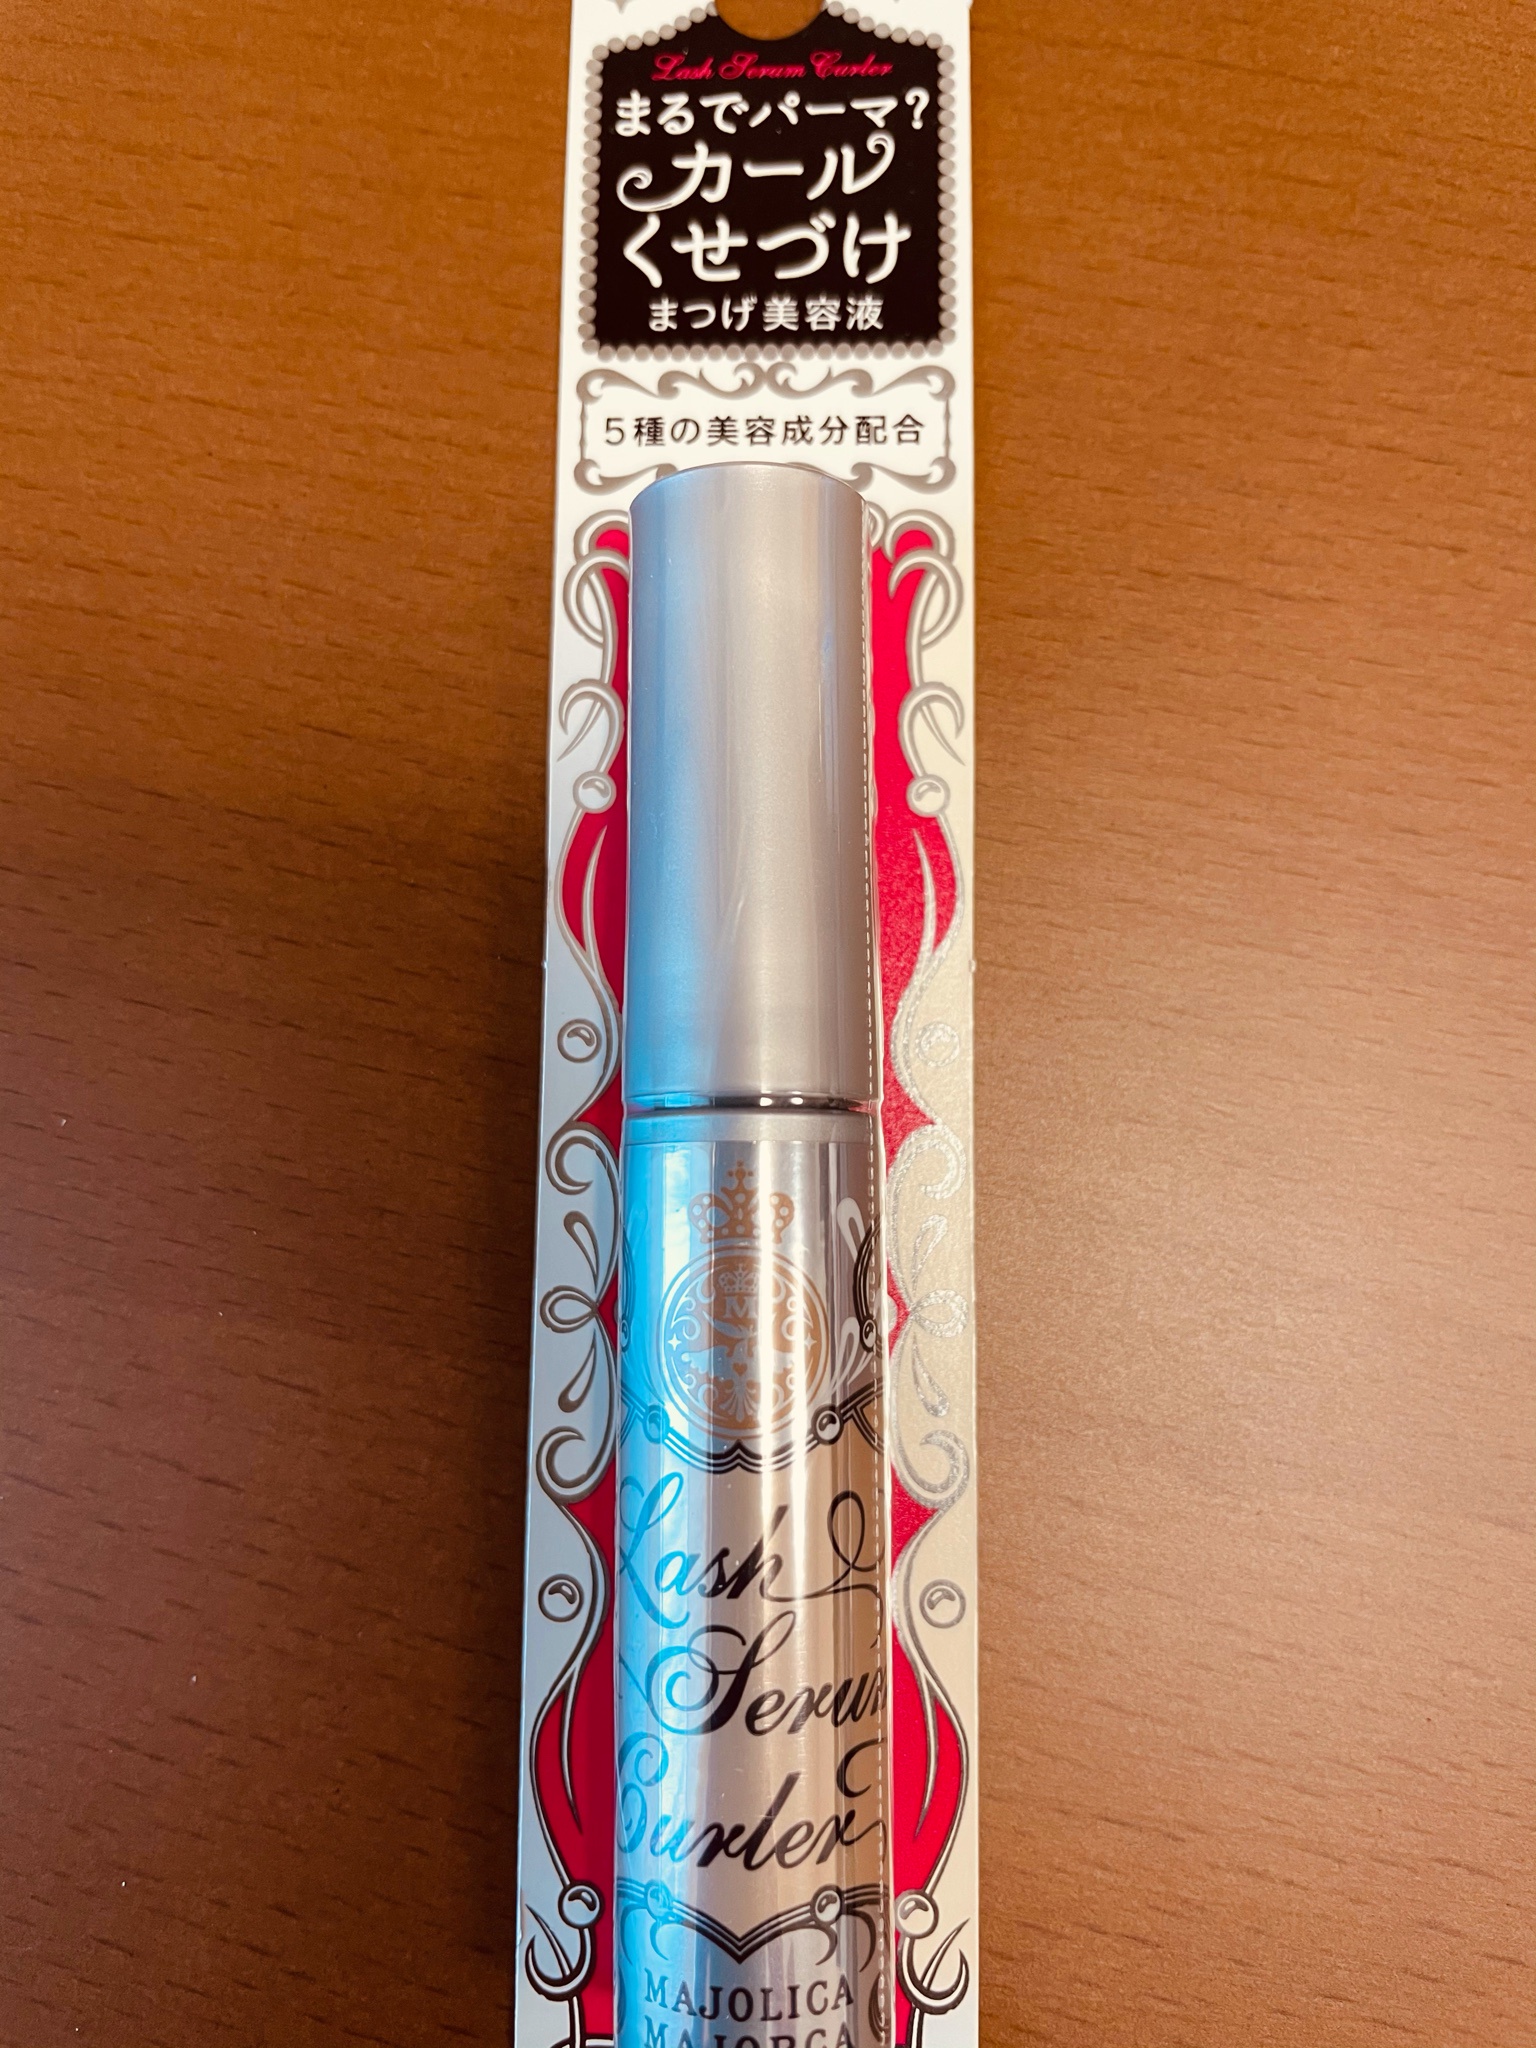 Lash Serum Curler
まるでパーマ?
カール
くせづけ
まつげ美容液
5種の美容成分配合
M
Lash
Serum
Curler
MAJOLICA
MAJORCA